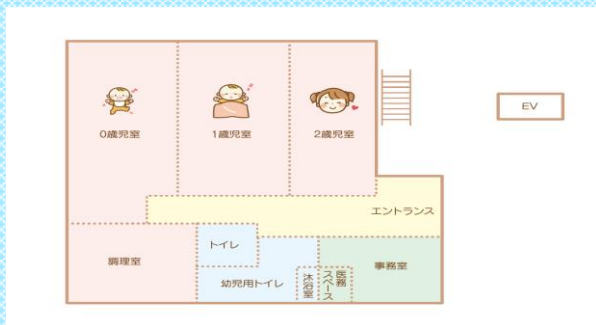 EV
0歳児室
1歳児室
2歳児室
エントランス
トイレ
調理室
事務室
医務
スペース
沐浴室
幼児用トイレ